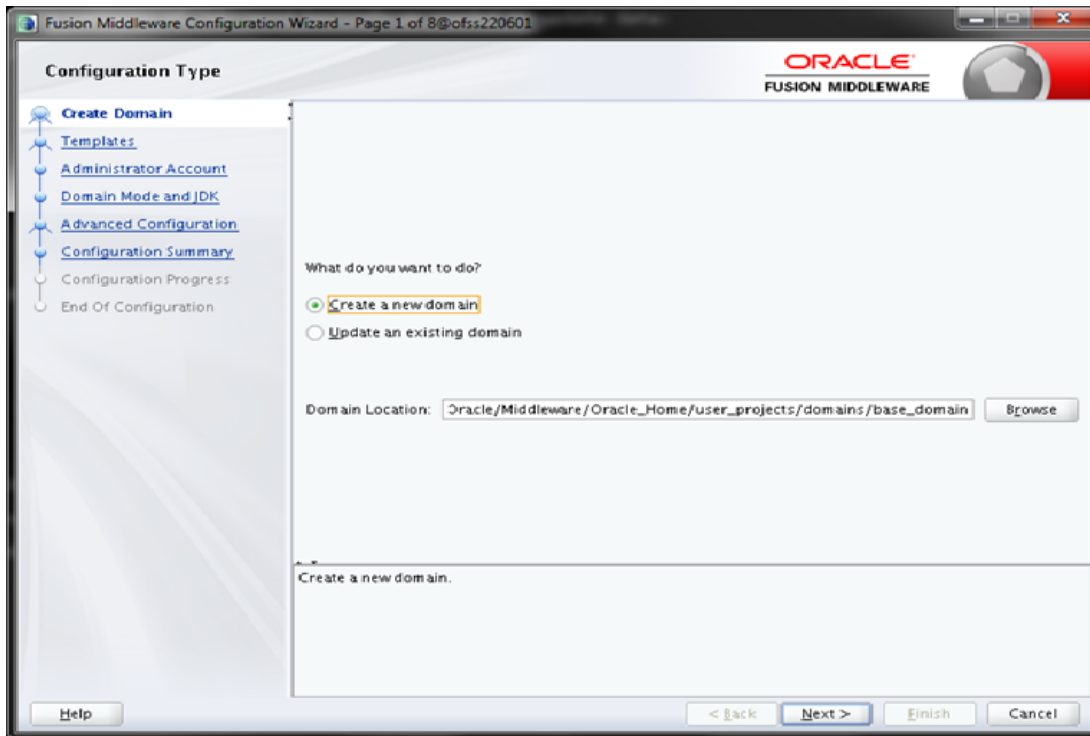 Fusion Middleware Configuration Wizard - Page 1 of 8@ofss220601
Configuration Type
ORACLE
FUSION MIDDLEWARE
Create Domain
Templates
Administrator Account
Domain Mode and JDK
Advanced Configuration
Configuration Summary
Configuration Progress
End Of Configuration
What do you want to do?
Create a new domain
Update an existing domain
Domain Location: Oracle/Middleware/Oracle_Home/user_projects/domains/base_domain Browse
Create a new domain.
Help < Back Next > Finish Cancel